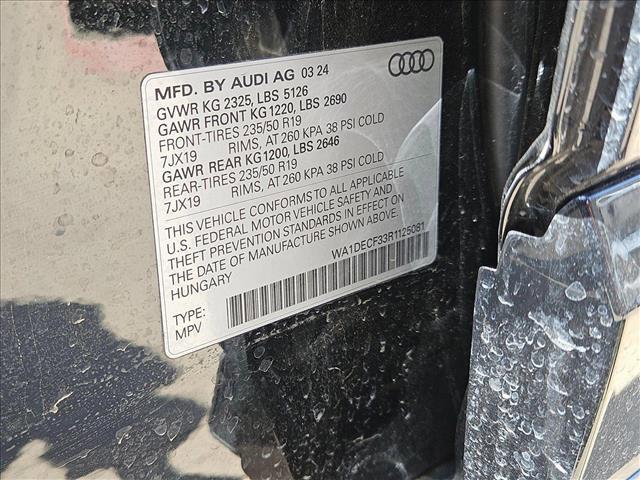 MFD. BY AUDI AG 03 24
GVWR KG 2325, LBS 5126
GAWR FRONT KG 1220, LBS 2690
FRONT-TIRES 235/50 R19
7JX19 RIMS, AT 260 KPA 38 PSI COLD
GAWR REAR KG1200, LBS 2646
REAR-TIRES 235/50 R19
7JX19 RIMS, AT 260 KPA 38 PSI COLD
THIS VEHICLE CONFORMS TO ALL APPLICABLE
U.S. FEDERAL MOTOR VEHICLE SAFETY AND
THEFT PREVENTION STANDARDS IN EFFECT ON
THE DATE OF MANUFACTURE SHOWN ABOVE.
HUNGARY
WA1DECF33R1125081
TYPE:
MPV